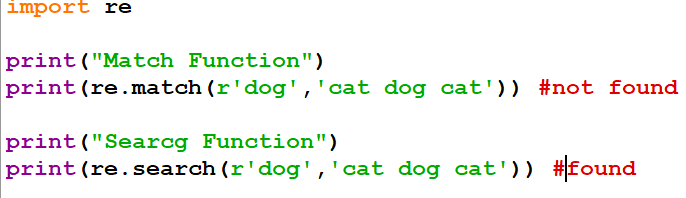 import re
print("Match Function")
print(re.match(r'dog','cat dog cat')) #not found
print("Searcg Function")
print(re.search(r'dog','cat dog cat')) #found